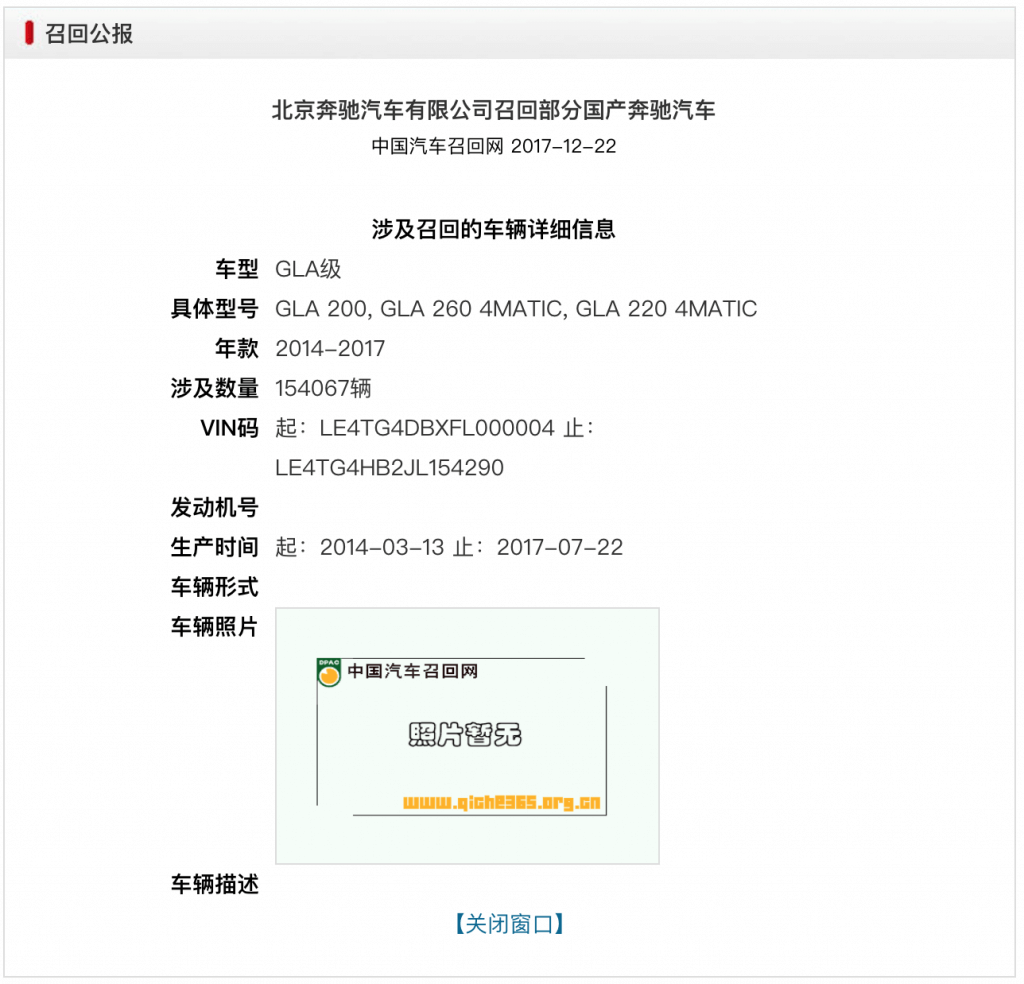 召回公报
北京奔驰汽车有限公司召回部分国产奔驰汽车
中国汽车召回网 2017-12-22
涉及召回的车辆详细信息
车型 GLA级
具体型号 GLA 200, GLA 260 4MATIC, GLA 220 4MATIC
年款 2014-2017
涉及数量 154067辆
VIN码 起：LE4TG4DBXFL000004 止：
LE4TG4HB2JL154290
发动机号
生产时间 起：2014-03-13 止：2017-07-22
车辆形式
车辆照片
DPAC 中国汽车召回网
照片暂无
www.qiche365.org.cn
车辆描述
【关闭窗口】